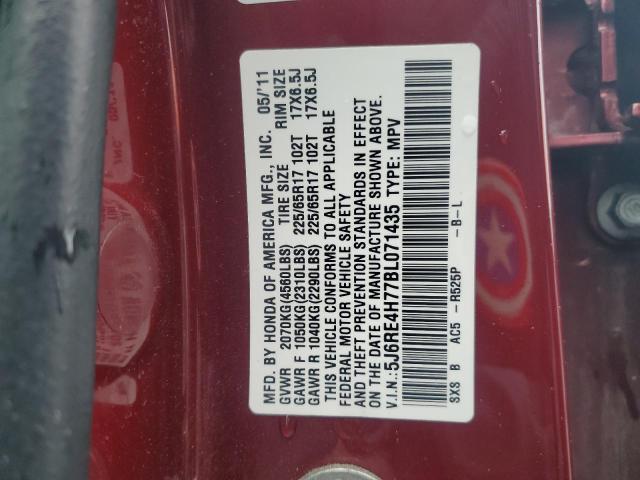 MFD. BY HONDA OF AMERICA MFG., INC. 05/'11
GVWR 2070KG(4560LBS) TIRE SIZE RIM SIZE
GAWR F 1050KG(2310LBS) 225/65R17 102T 17X6.5J
GAWR R 1040KG(2290LBS) 225/65R17 102T 17X6.5J
THIS VEHICLE CONFORMS TO ALL APPLICABLE
FEDERAL MOTOR VEHICLE SAFETY
AND THEFT PREVENTION STANDARDS IN EFFECT
ON THE DATE OF MANUFACTURE SHOWN ABOVE.
V.I.N.:5J6RE4H77BL071435 TYPE: MPV
SXS B AC5 -R525P -B-L